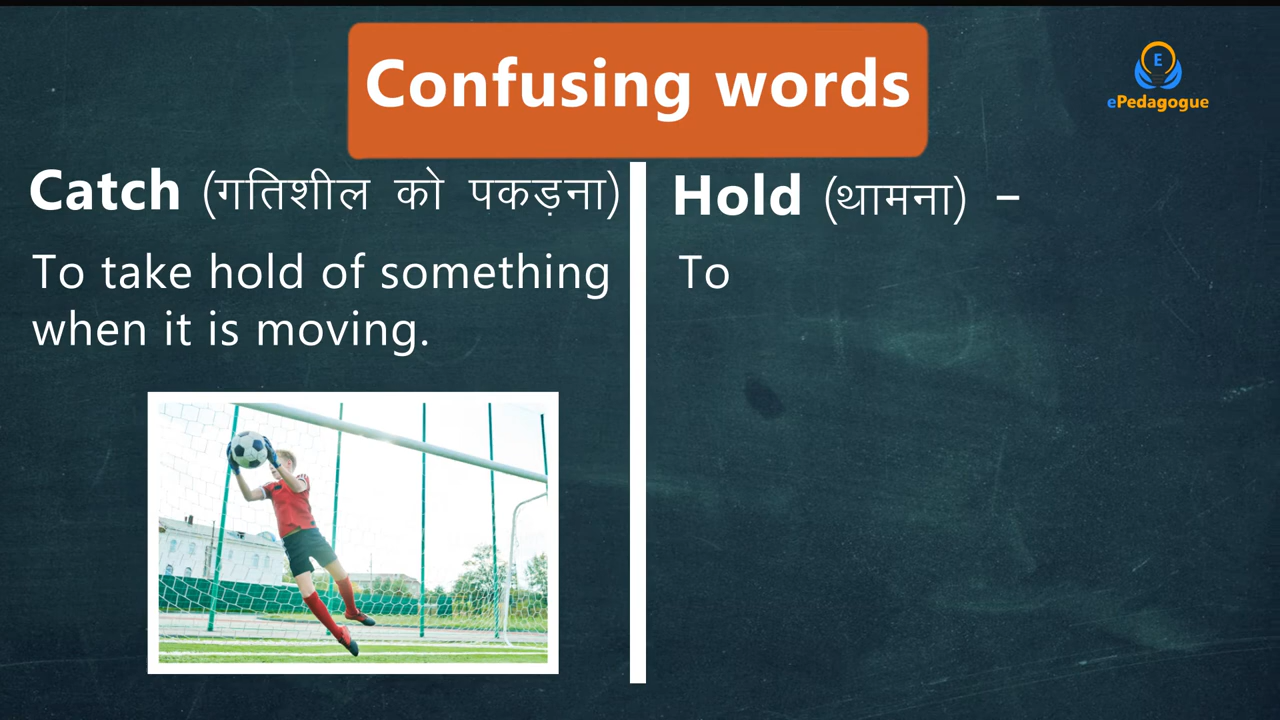 Confusing words
E
ePedagogue
Catch (गतिशील को पकड़ना)
To take hold of something
when it is moving.
Hold (थामना) –
To